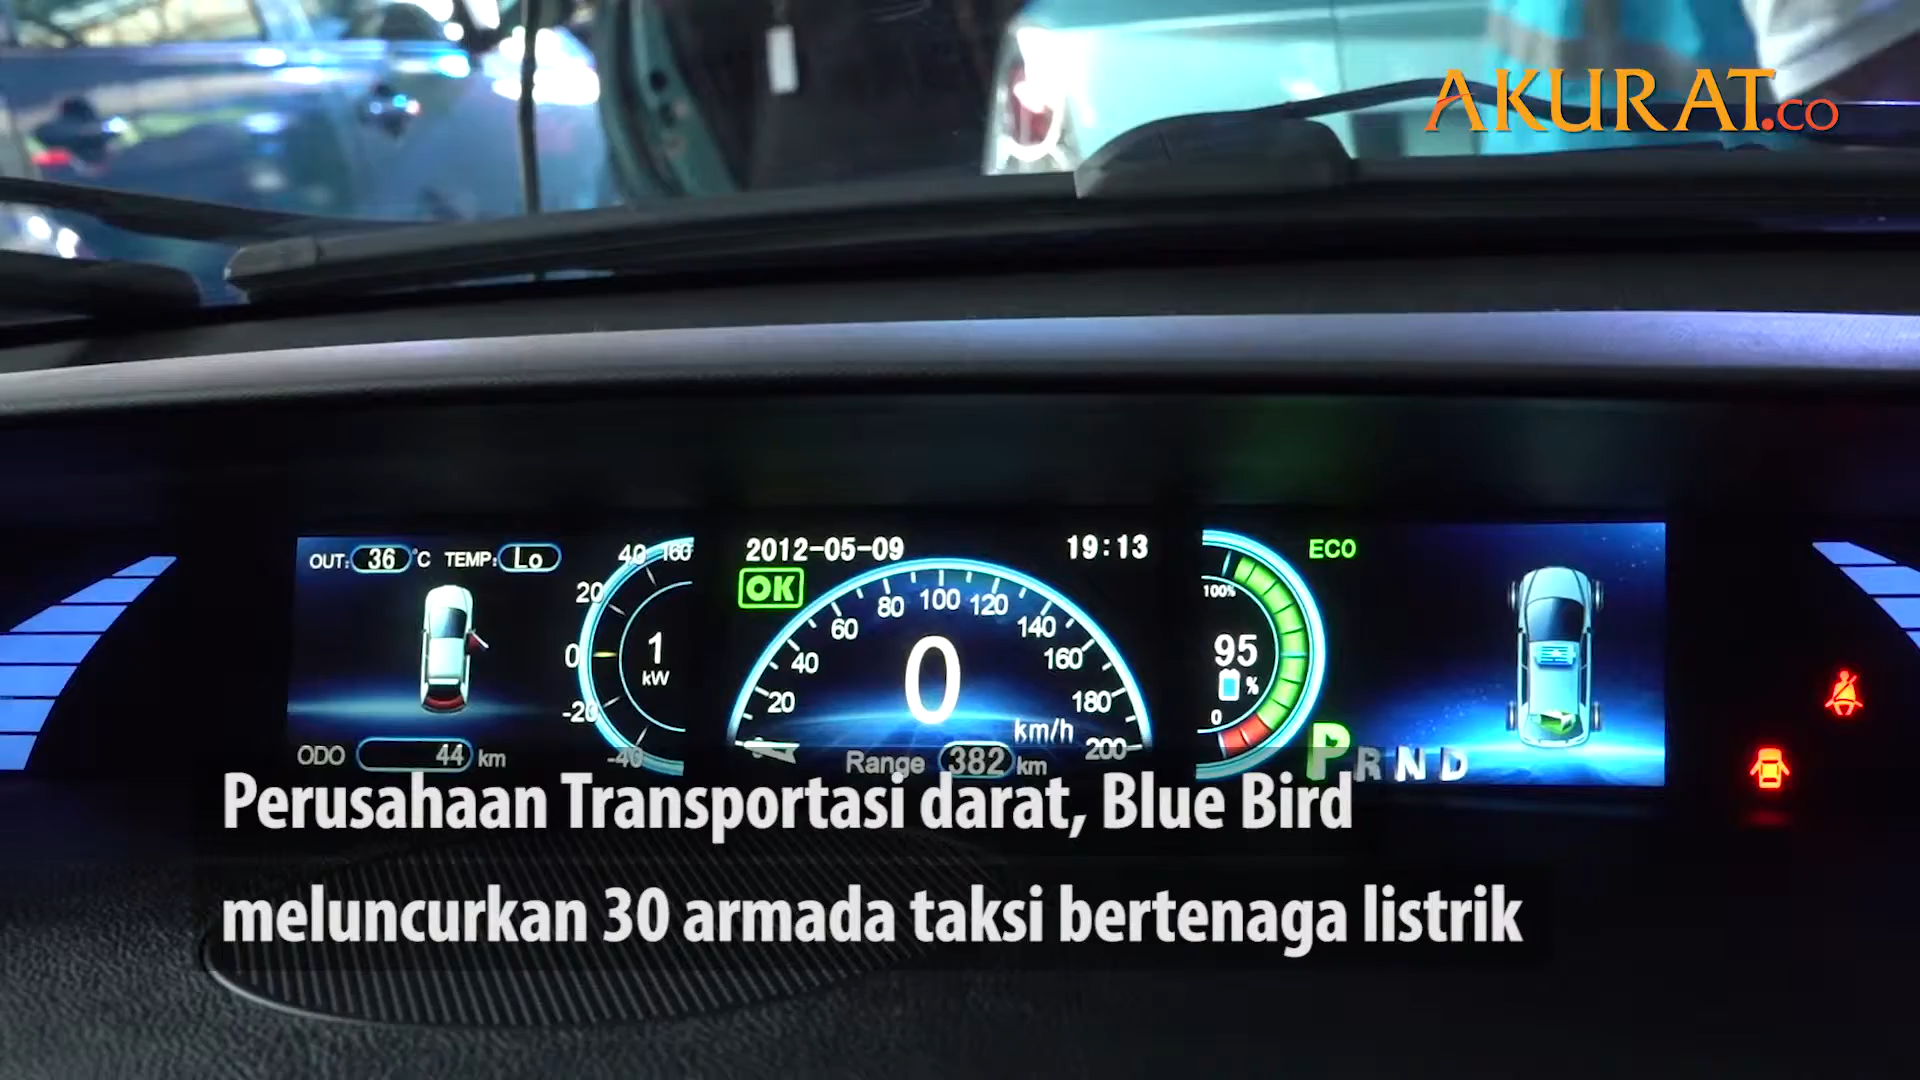 AKURAT.co
OUT: 36 °C TEMP: Lo
40 160
20
0
-20
-40
1
kW
ODO 44 km
2012-05-09 19:13
OK
20 40 60 80 100 120 140 160 180 200
0
km/h
Range 382 km
100%
95
%
0
ECO
P R N D
Perusahaan Transportasi darat, Blue Bird
meluncurkan 30 armada taksi bertenaga listrik